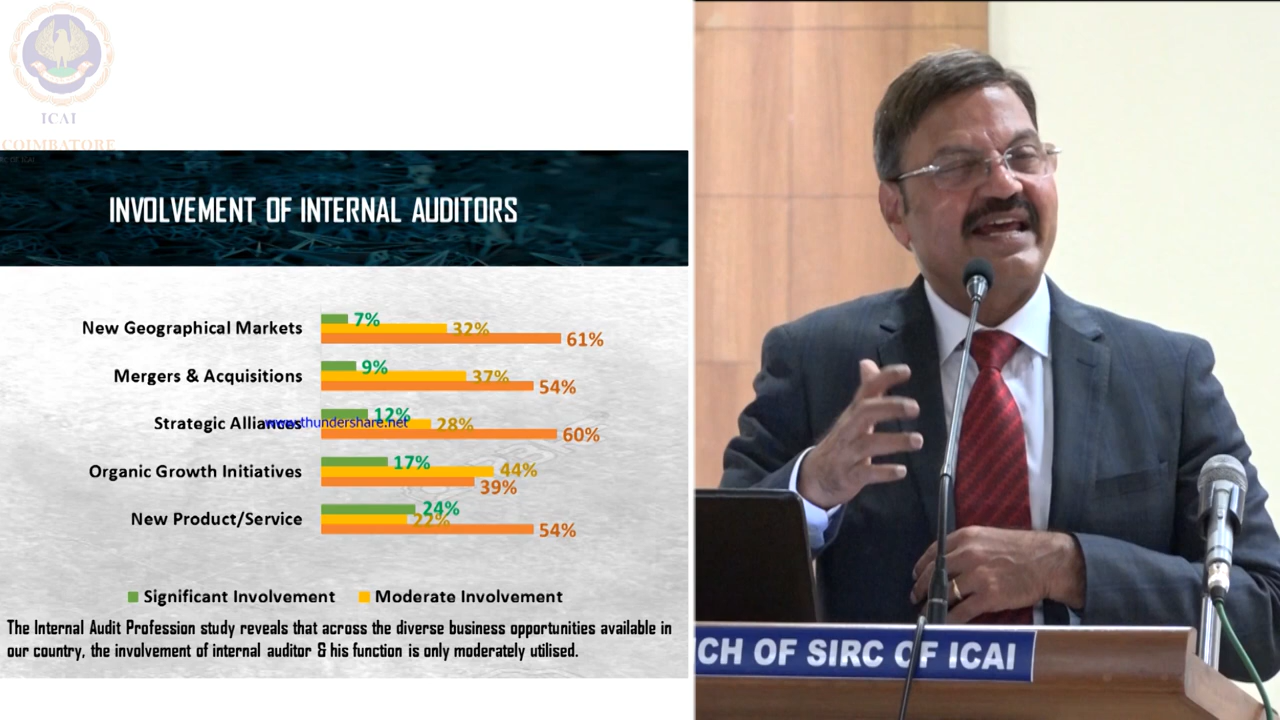 ICAI
COIMBATORE
INVOLVEMENT OF INTERNAL AUDITORS
New Geographical Markets 7% 32% 61%
Mergers & Acquisitions 9% 37% 54%
Strategic Alliances 12% 28% 60%
www.thundershare.net
Organic Growth Initiatives 17% 44% 39%
New Product/Service 24% 22% 54%
Significant Involvement Moderate Involvement
The Internal Audit Profession study reveals that across the diverse business opportunities available in
our country, the involvement of internal auditor & his function is only moderately utilised.
CH OF SIRC OF ICAI